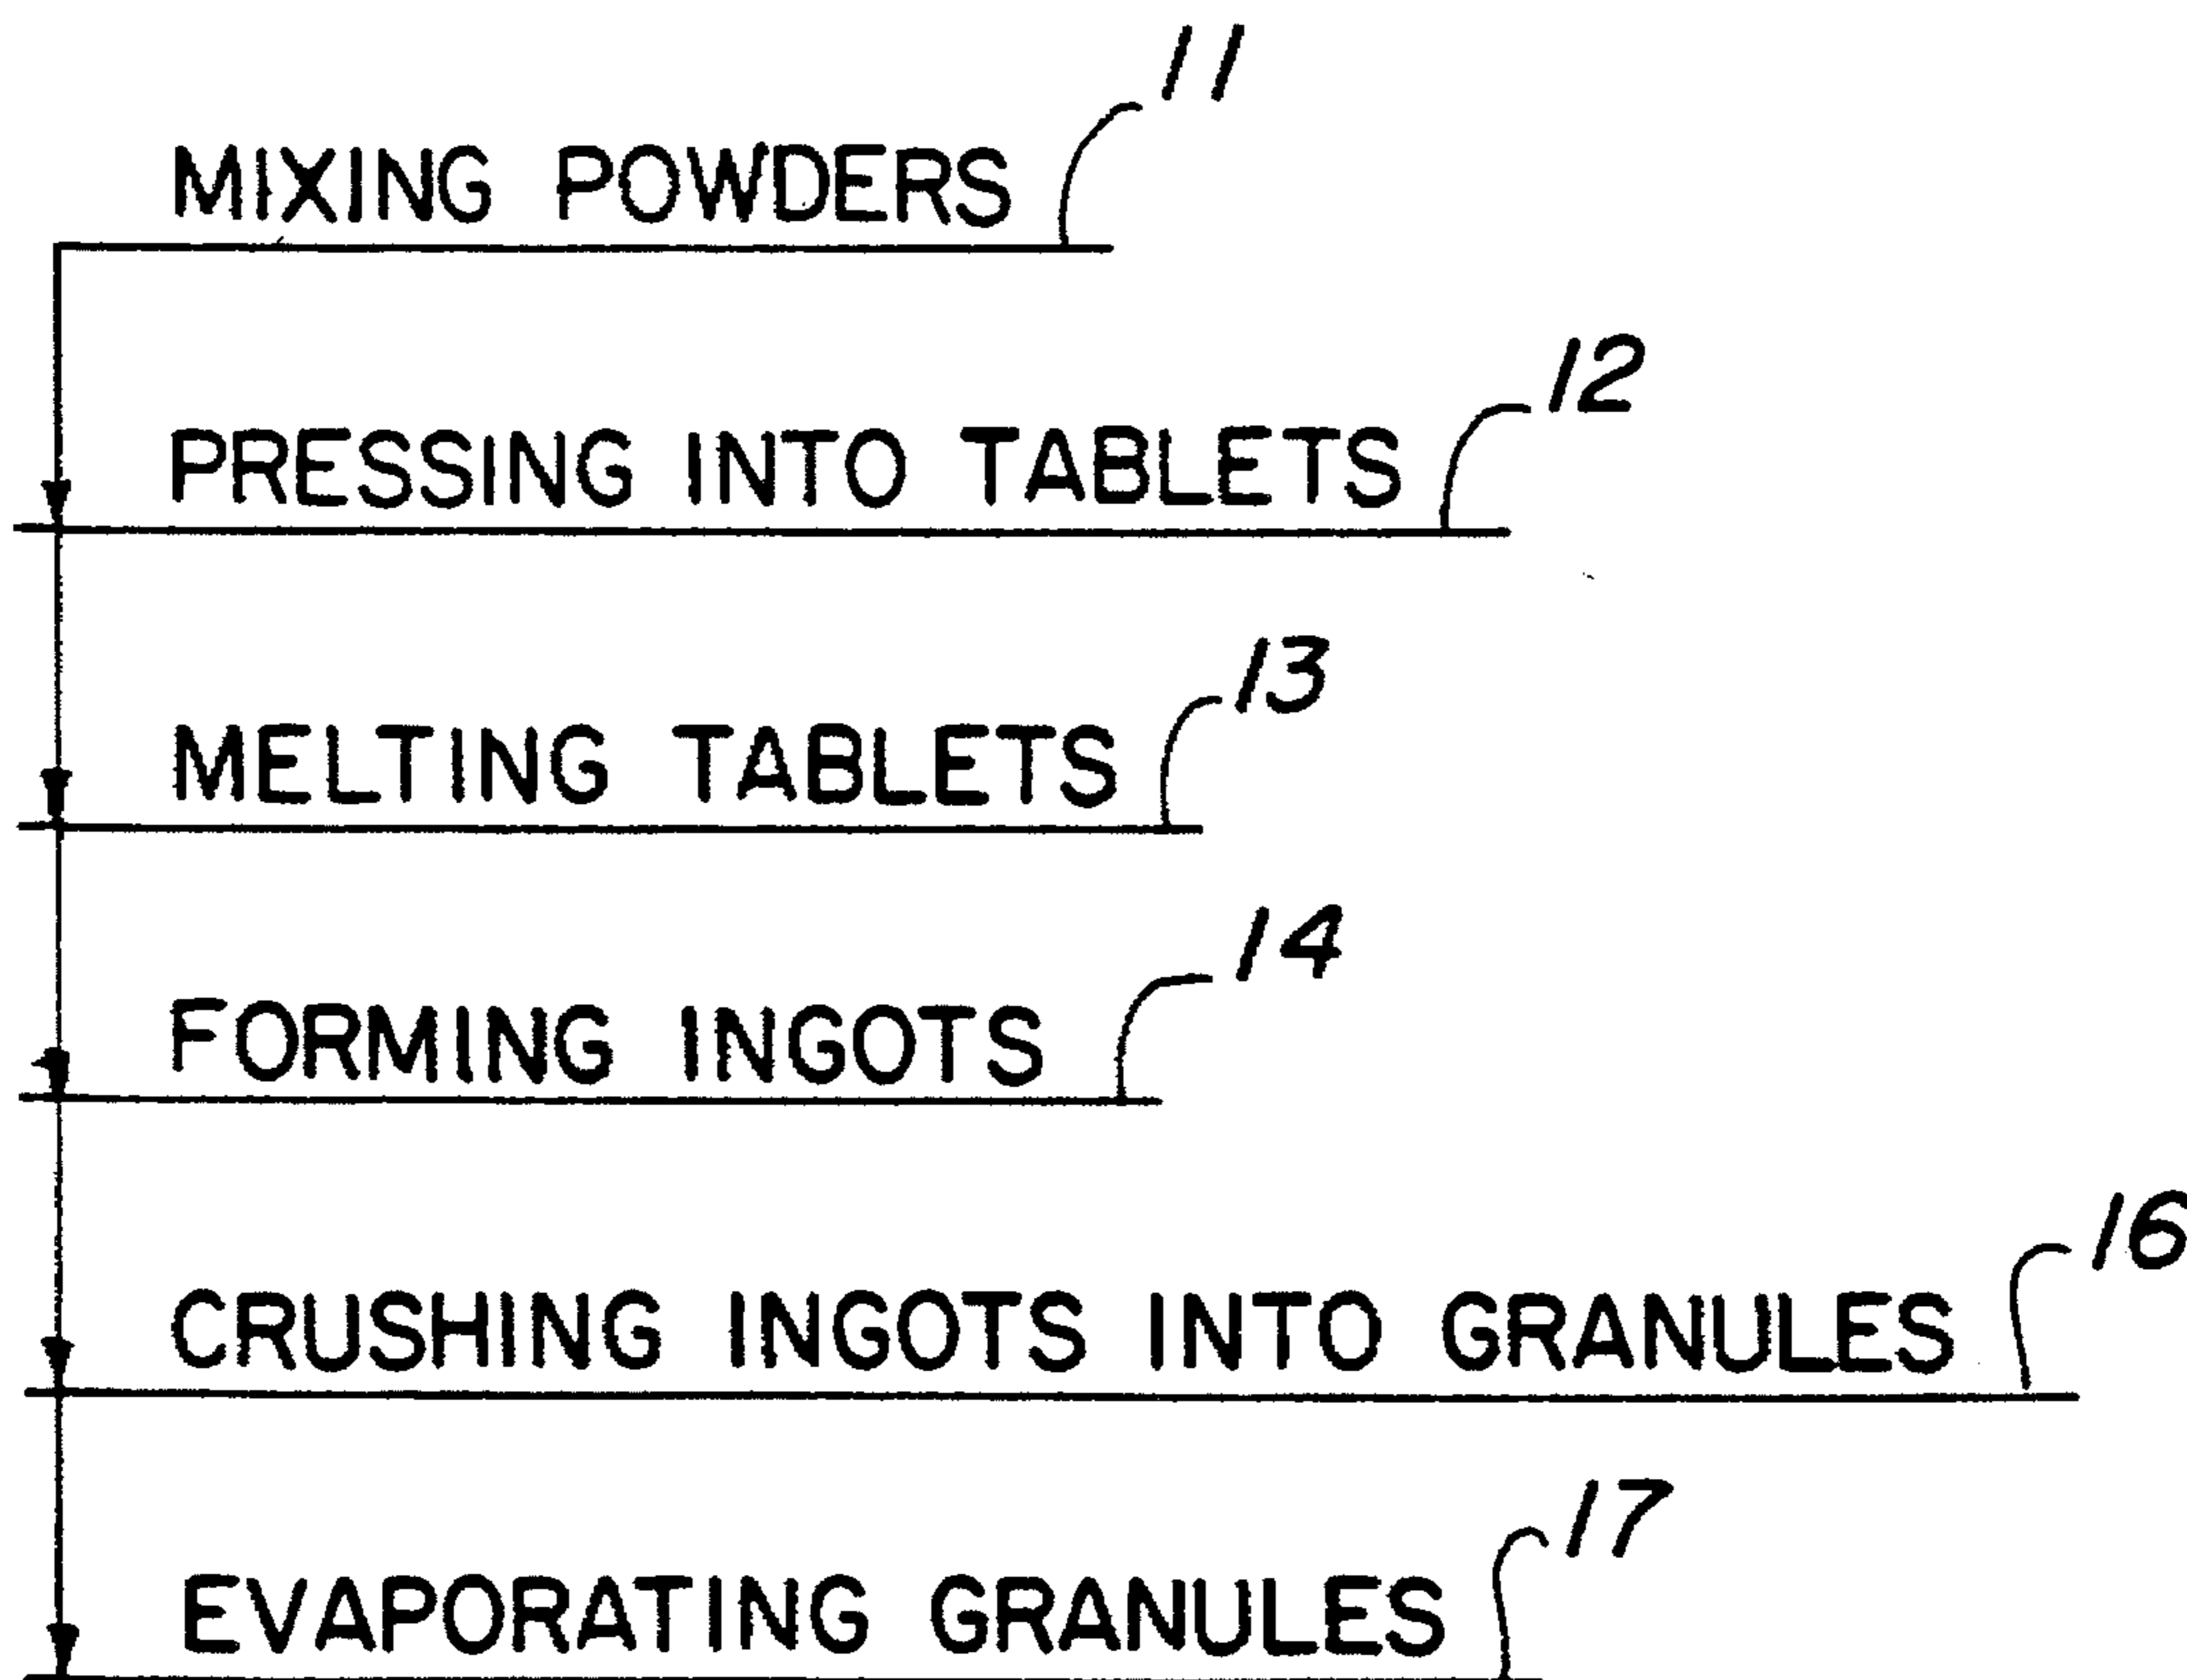 11
MIXING POWDERS
12
PRESSING INTO TABLETS
13
MELTING TABLETS
14
FORMING INGOTS
16
CRUSHING INGOTS INTO GRANULES
17
EVAPORATING GRANULES